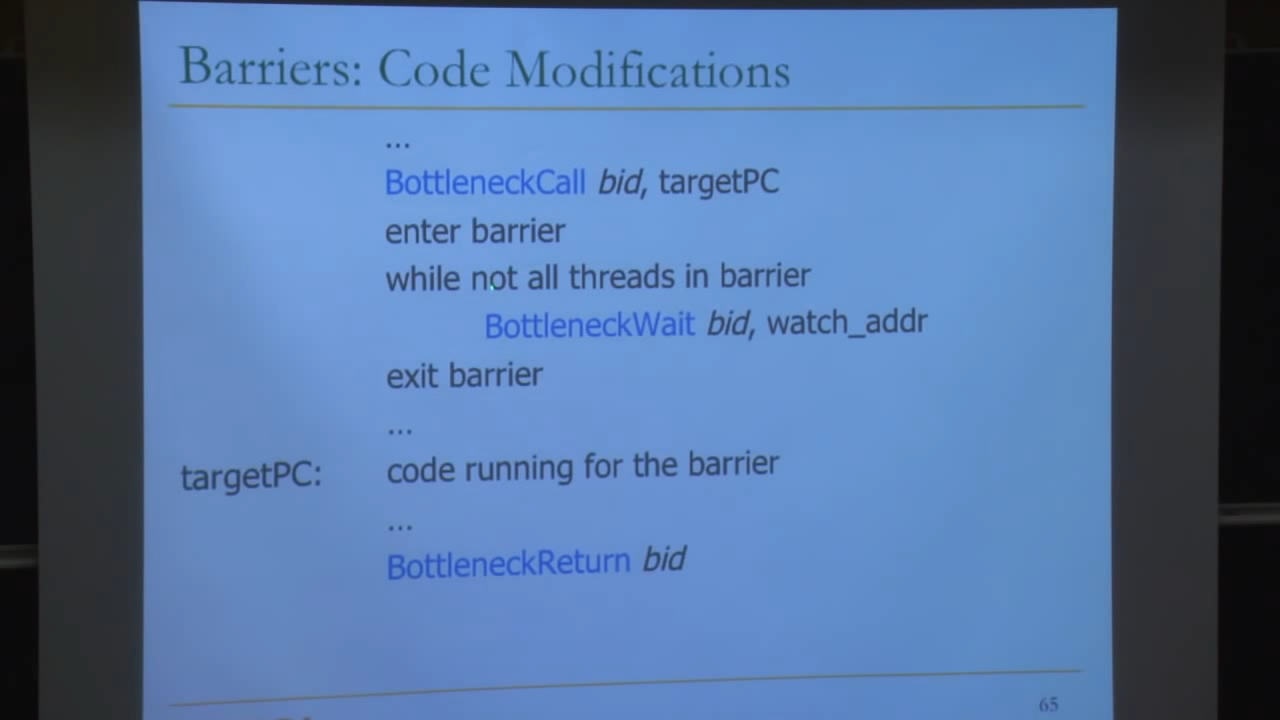 Barriers: Code Modifications
...
BottleneckCall bid, targetPC
enter barrier
while not all threads in barrier
BottleneckWait bid, watch_addr
exit barrier
...
targetPC: code running for the barrier
...
BottleneckReturn bid
65